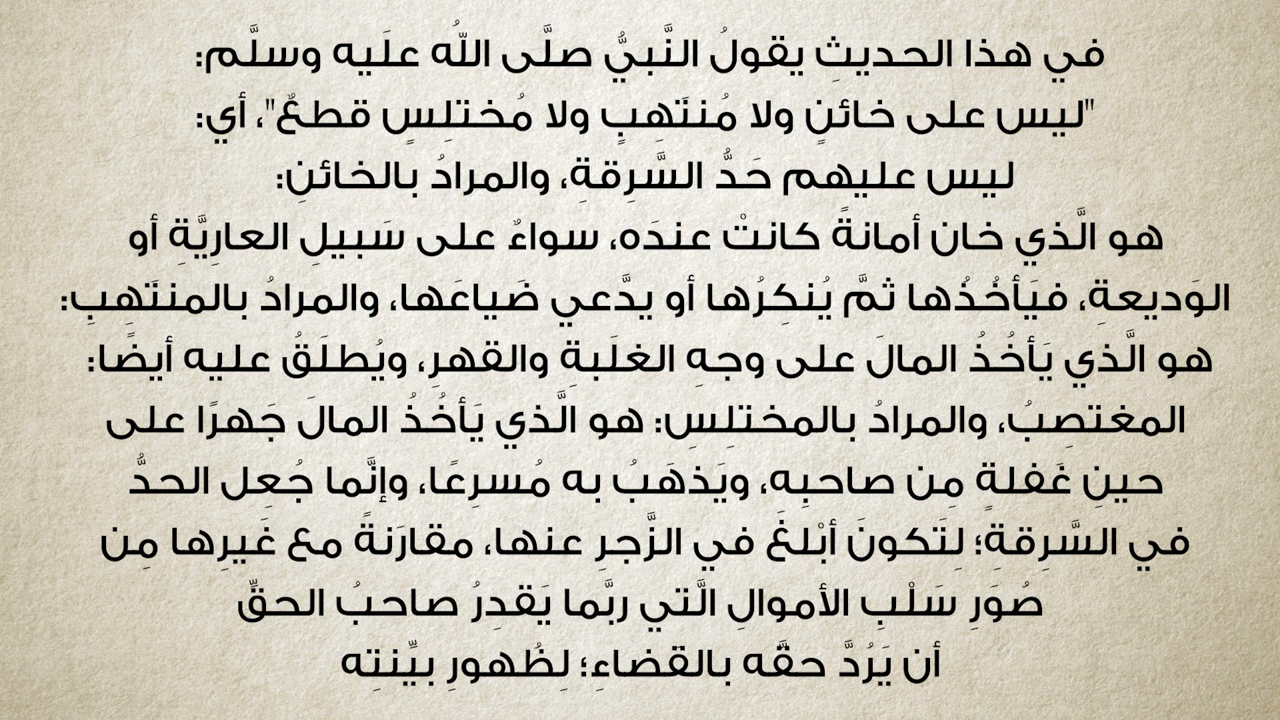 في هذا الحديثِ يقولُ النَّبيُّ صلَّى اللهُ علَيه وسلَّم:
"ليس على خائنٍ ولا مُنتَهِبٍ ولا مُختلِسٍ قطعٌ"، أي:
ليس عليهم حَدُّ السَّرِقةِ، والمرادُ بالخائنِ:
هو الَّذي خان أمانةً كانتْ عندَه، سواءٌ على سَبيلِ العارِيَّةِ أو
الوَديعةِ، فيَأخُذُها ثمَّ يُنكِرُها أو يدَّعي ضَياعَها، والمرادُ بالمنتَهِبِ:
هو الَّذي يَأخُذُ المالَ على وجهِ الغلَبةِ والقهرِ، ويُطلَقُ عليه أيضًا:
المغتصِبُ، والمرادُ بالمختلِسِ: هو الَّذي يَأخُذُ المالَ جَهرًا على
حينِ غَفلةٍ مِن صاحبِه، ويَذهَبُ به مُسرِعًا، وإنَّما جُعِل الحدُّ
في السَّرِقةِ؛ لِتَكونَ أبْلغَ في الزَّجرِ عنها، مقارَنةً مع غَيرِها مِن
صُوَرِ سَلْبِ الأموالِ الَّتي ربَّما يَقدِرُ صاحبُ الحقِّ
أن يَرُدَّ حقَّه بالقضاءِ؛ لِظُهورِ بيِّنتِه